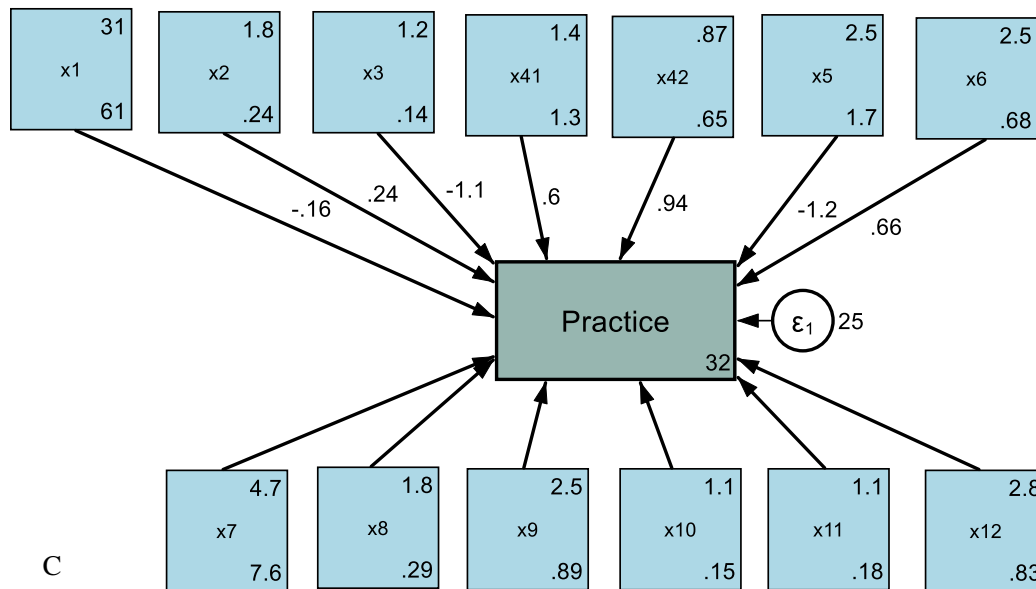 31 1.8 1.2 1.4 .87 2.5 2.5
x1 x2 x3 x41 x42 x5 x6
61 .24 .14 1.3 .65 1.7 .68
-.16 .24 -1.1 .6 .94 -1.2 .66
Practice
32
ε1 25
4.7 1.8 2.5 1.1 1.1 2.8
x7 x8 x9 x10 x11 x12
7.6 .29 .89 .15 .18 .83
C